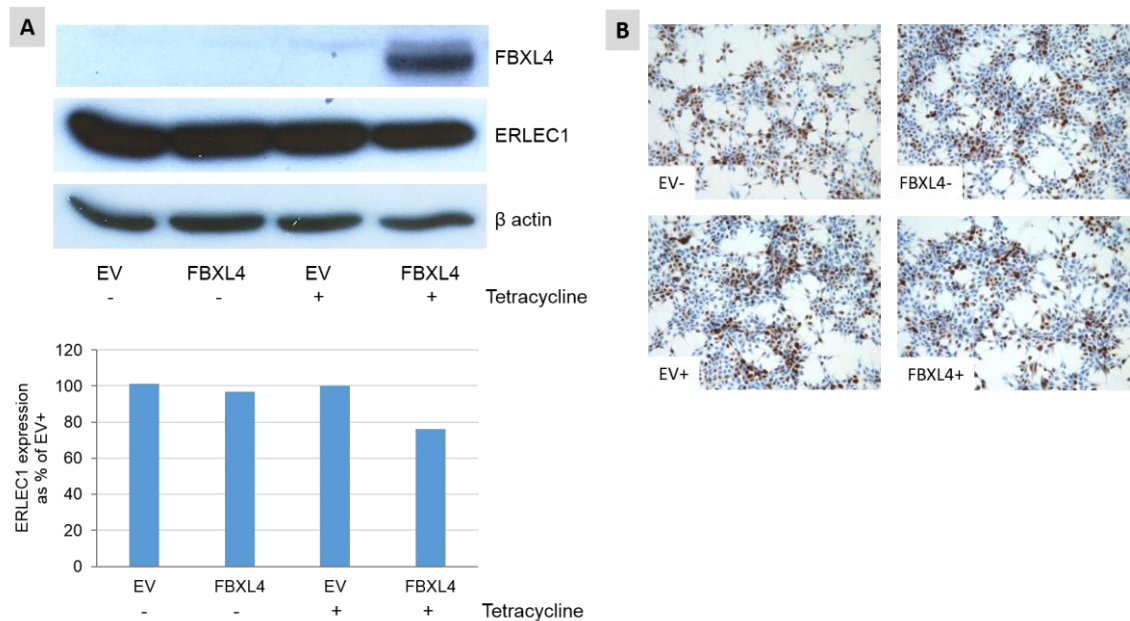 A
FBXL4
ERLEC1
β actin
EV FBXL4 EV FBXL4
- - + + Tetracycline
120
100
80
60
40
20
0
ERLEC1 expression
as % of EV+
EV FBXL4 EV FBXL4
- - + + Tetracycline
B
EV-
FBXL4-
EV+
FBXL4+